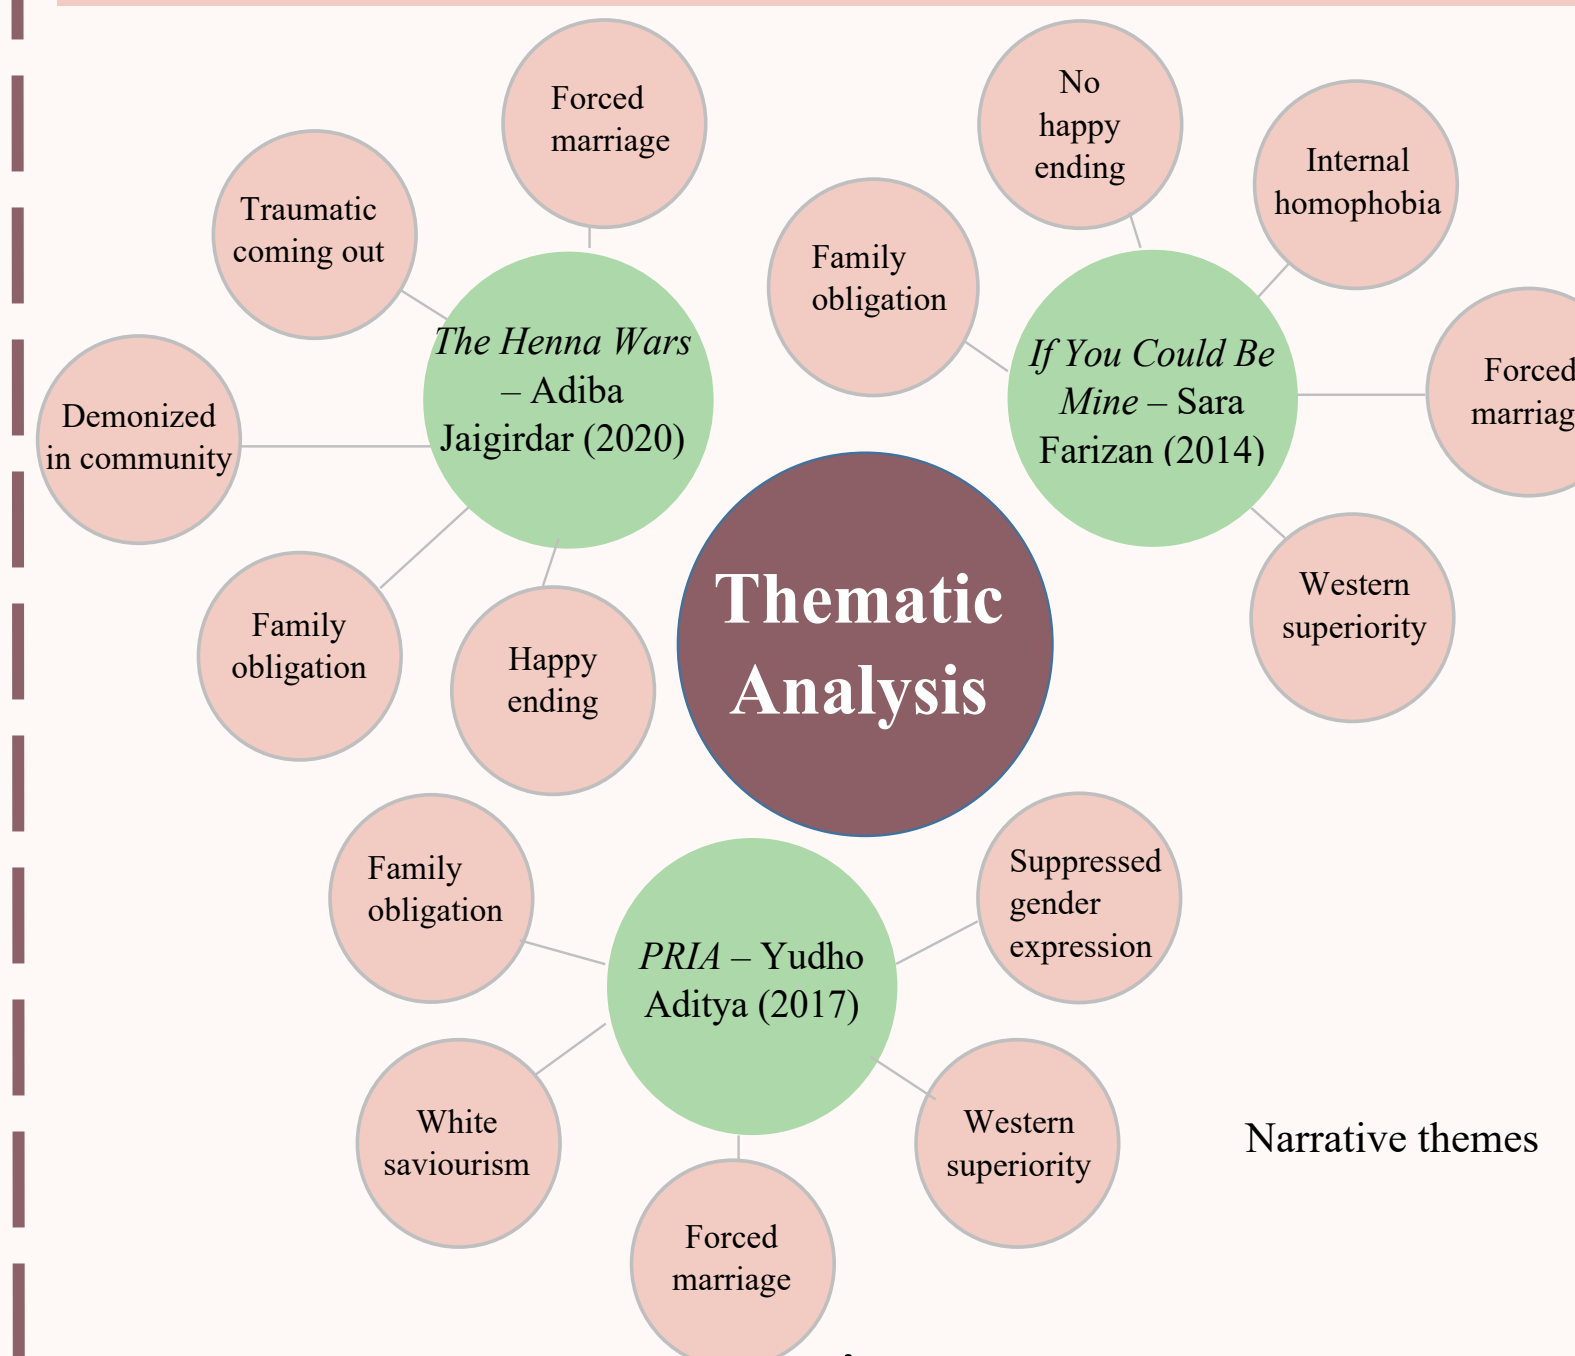 Forced
marriage
Traumatic
coming out
Demonized
in community
Family
obligation
Happy
ending
The Henna Wars
– Adiba
Jaigirdar (2020)
No
happy
ending
Internal
homophobia
Family
obligation
Forced
marriag
Western
superiority
If You Could Be
Mine – Sara
Farizan (2014)
Thematic
Analysis
Family
obligation
Suppressed
gender
expression
PRIA – Yudho
Aditya (2017)
White
saviourism
Western
superiority
Forced
marriage
Narrative themes